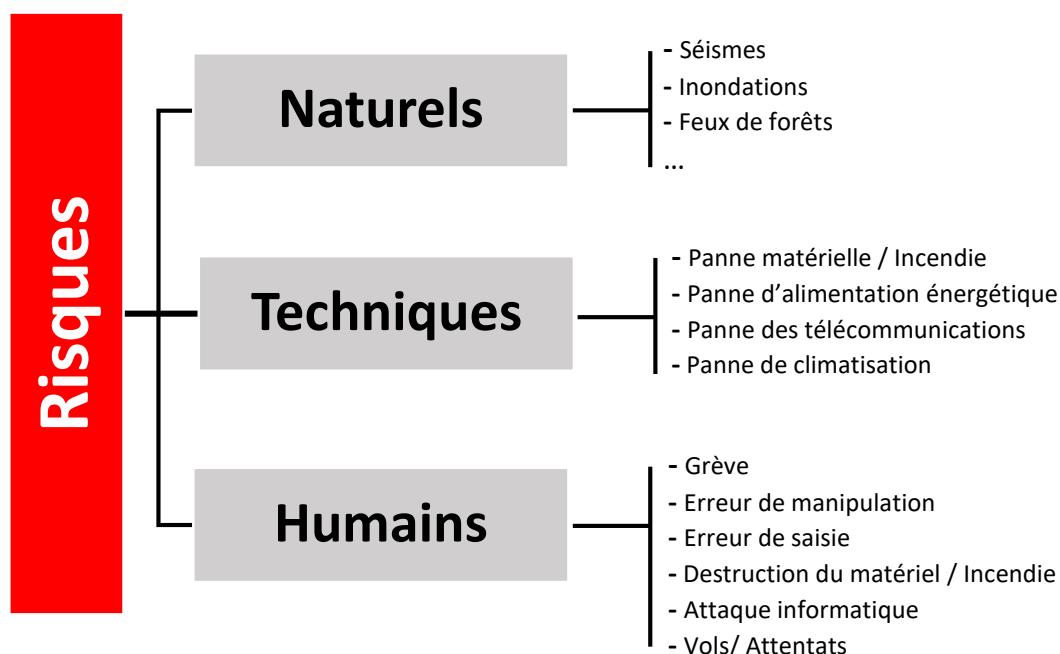 Risques
Naturels
- Séismes
- Inondations
- Feux de forêts
...
Techniques
- Panne matérielle / Incendie
- Panne d’alimentation énergétique
- Panne des télécommunications
- Panne de climatisation
Humains
- Grève
- Erreur de manipulation
- Erreur de saisie
- Destruction du matériel / Incendie
- Attaque informatique
- Vols/ Attentats